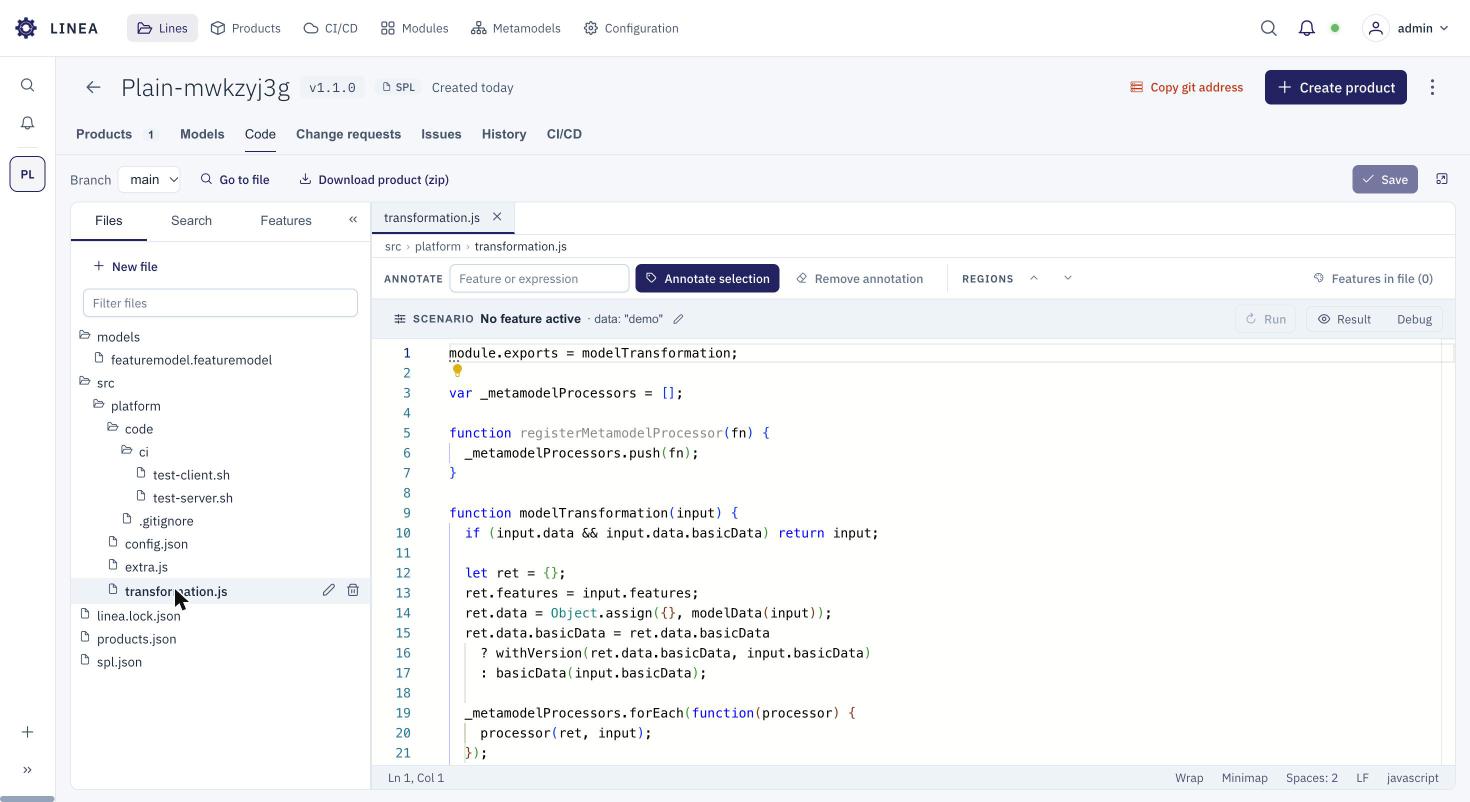 LINEA
Lines
Products
CI/CD
Modules
Metamodels
Configuration
admin
Plain-mwkzyj3g
v1.1.0
SPL
Created today
Copy git address
Create product
Products 1
Models
Code
Change requests
Issues
History
CI/CD
PL
Branch
main
Go to file
Download product (zip)
Save
Files
Search
Features
New file
Filter files
models
featuremodel.featuremodel
src
platform
code
ci
test-client.sh
test-server.sh
.gitignore
config.json
extra.js
transformation.js
linea.lock.json
products.json
spl.json
transformation.js
src › platform › transformation.js
ANNOTATE
Feature or expression
Annotate selection
Remove annotation
REGIONS
Features in file (0)
SCENARIO No feature active · data: "demo"
Run
Result
Debug
1 module.exports = modelTransformation;
2
3 var _metamodelProcessors = [];
4
5 function registerMetamodelProcessor(fn) {
6 _metamodelProcessors.push(fn);
7 }
8
9 function modelTransformation(input) {
10 if (input.data && input.data.basicData) return input;
11
12 let ret = {};
13 ret.features = input.features;
14 ret.data = Object.assign({}, modelData(input));
15 ret.data.basicData = ret.data.basicData
16 ? withVersion(ret.data.basicData, input.basicData)
17 : basicData(input.basicData);
18
19 _metamodelProcessors.forEach(function(processor) {
20 processor(ret, input);
21 });
Ln 1, Col 1
Wrap
Minimap
Spaces: 2
LF
javascript